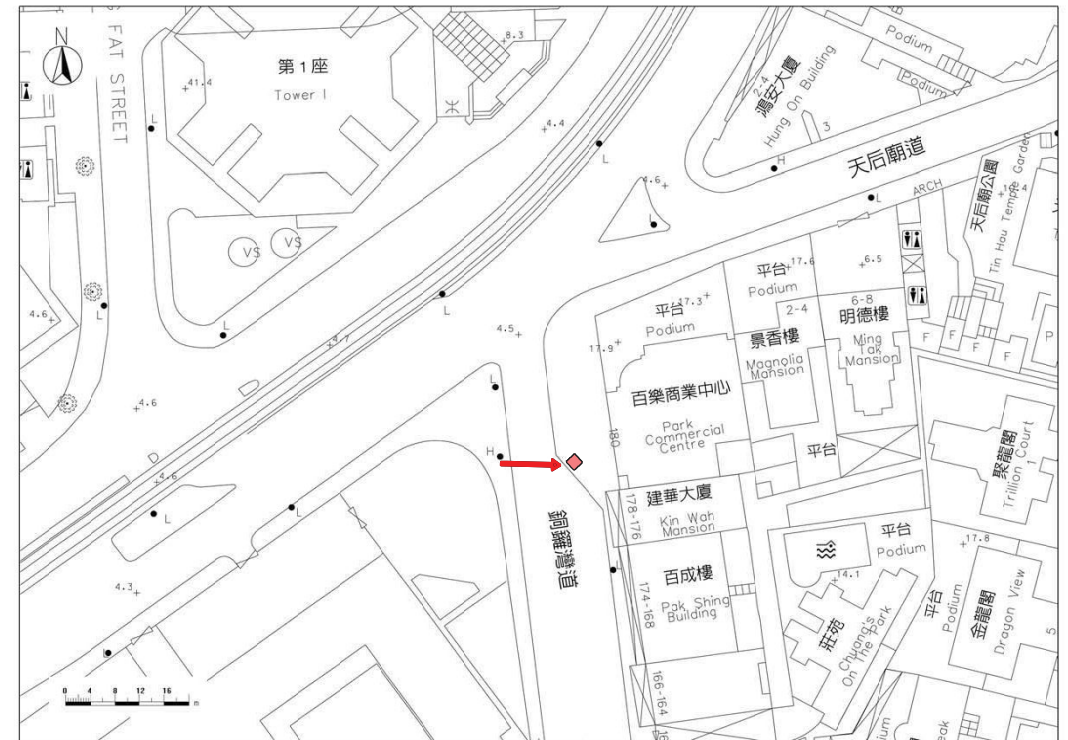 N
FAT STREET
41.4
第1座
Tower I
8.3
4.4
鴻安大廈
Hung On Building
2-4
3
Podium
Podium
天后廟道
ARCH
天后廟公園
Tin Hou Temple Garden
L
L
H
L
L
4.6
VS
VS
4.6
L
L
L
4.7
4.5
平台
Podium
17.3
17.9
平台
17.6
Podium
6.5
2-4
景香樓
Magnolia
Mansion
6-8
明德樓
Ming
Tak
Mansion
F
F
F
F
P
4.6
L
百樂商業中心
Park
Commercial
Centre
180
平台
聚龍閣
Trillion Court
1
H
4.6
L
L
銅鑼灣道
178-176
建華大廈
Kin Wah
Mansion
平台
Podium
17.8
14.1
百成樓
Pak Shing
Building
174-168
莊苑
Chuang's
On The Park
平台
Podium
金龍閣
Dragon View
5
4.3
L
166-164
0 4 8 12 16 m